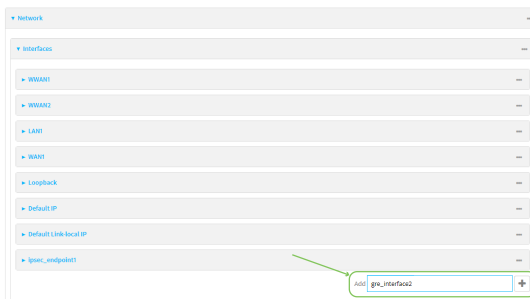 Network
Interfaces
WWAN1
WWAN2
LAN1
WAN1
Loopback
Default IP
Default Link-local IP
ipsec_endpoint1
Add gre_interface2